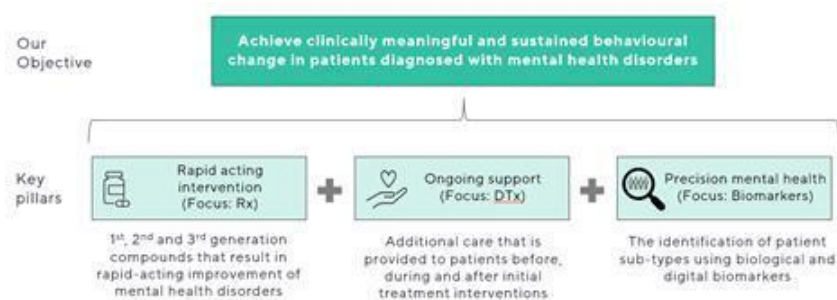 Our
Objective
Achieve clinically meaningful and sustained behavioural
change in patients diagnosed with mental health disorders
Key
pillars
Rapid acting
intervention
(Focus: Rx)
Ongoing support
(Focus: DTx)
Precision mental health
(Focus: Biomarkers)
1st, 2nd and 3rd generation
compounds that result in
rapid-acting improvement of
mental health disorders
Additional care that is
provided to patients before,
during and after initial
treatment interventions
The identification of patient
sub-types using biological and
digital biomarkers